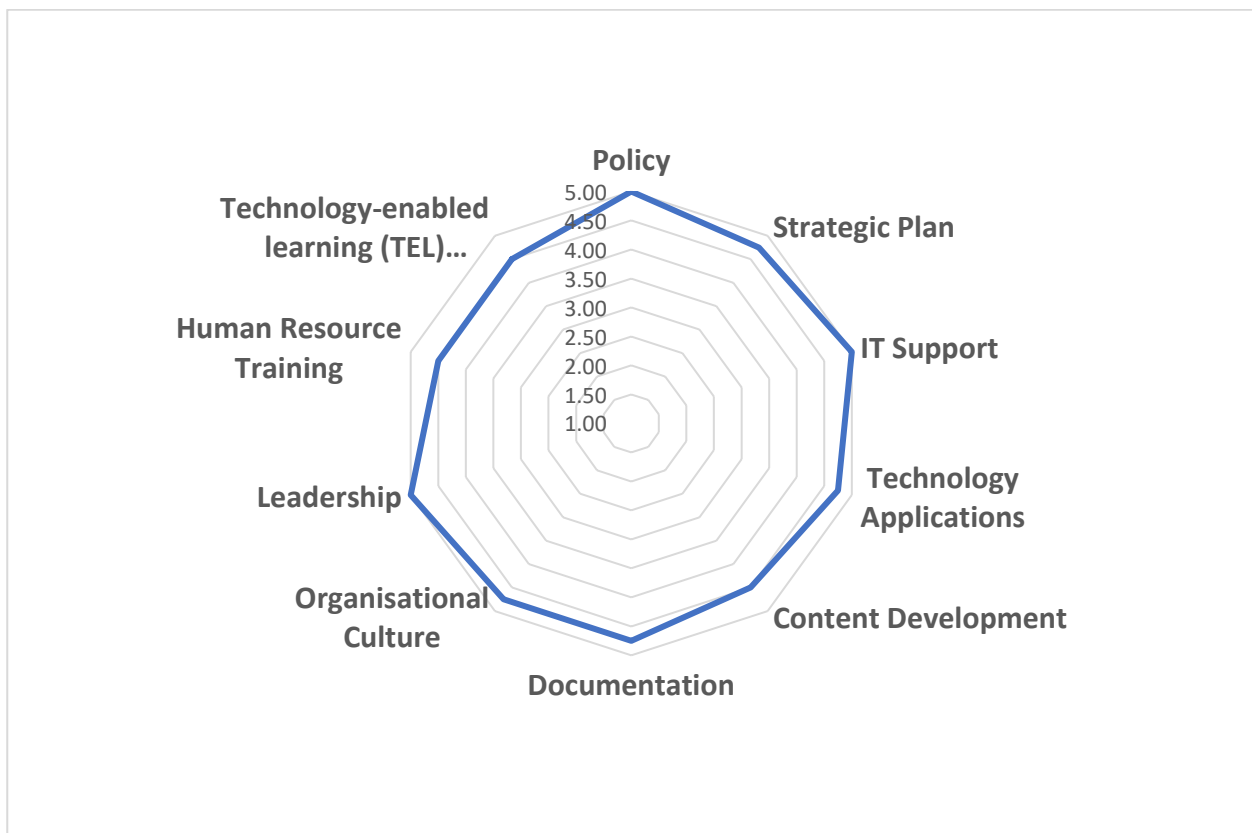 Policy
5.00
4.50
4.00
3.50
3.00
2.50
2.00
1.50
1.00
Strategic Plan
IT Support
Technology
Applications
Content Development
Documentation
Organisational
Culture
Leadership
Human Resource
Training
Technology-enabled
learning (TEL)...